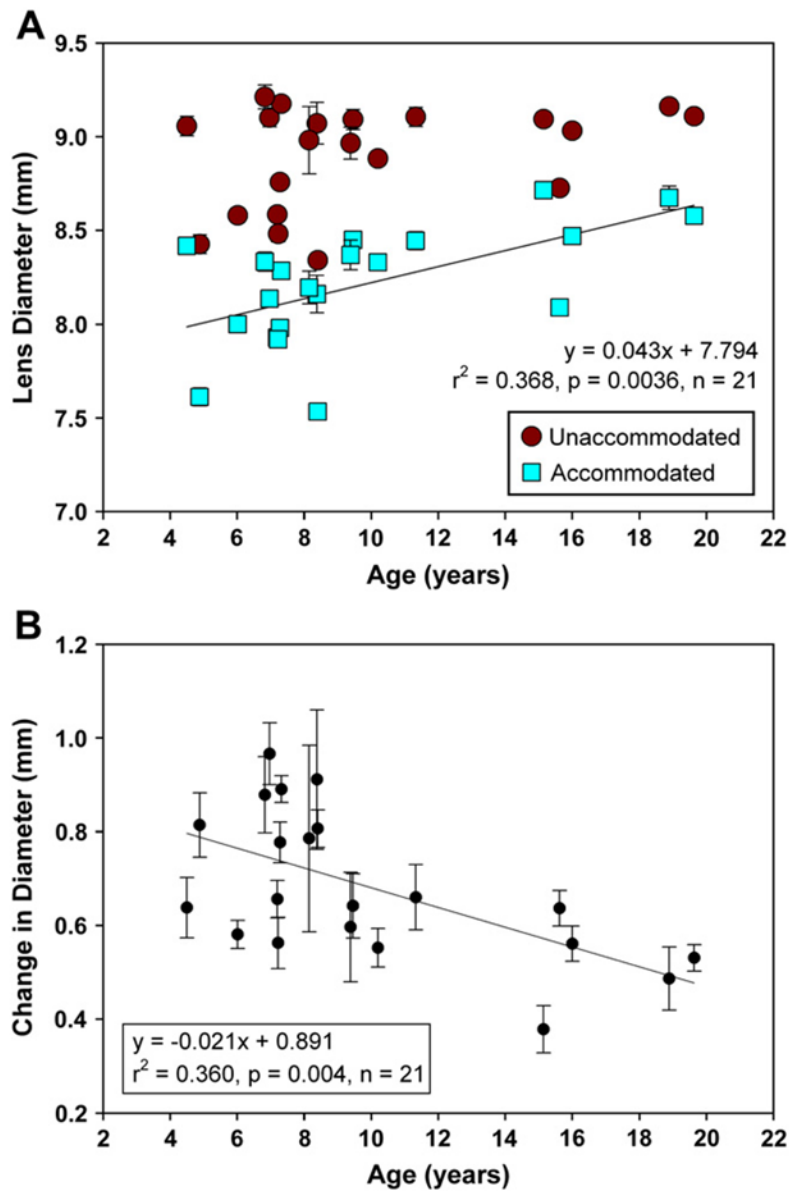 A
9.5
9.0
8.5
8.0
7.5
7.0
Lens Diameter (mm)
y = 0.043x + 7.794
r² = 0.368, p = 0.0036, n = 21
Unaccommodated
Accommodated
2 4 6 8 10 12 14 16 18 20 22
Age (years)
B
1.2
1.0
0.8
0.6
0.4
0.2
Change in Diameter (mm)
y = -0.021x + 0.891
r² = 0.360, p = 0.004, n = 21
2 4 6 8 10 12 14 16 18 20 22
Age (years)